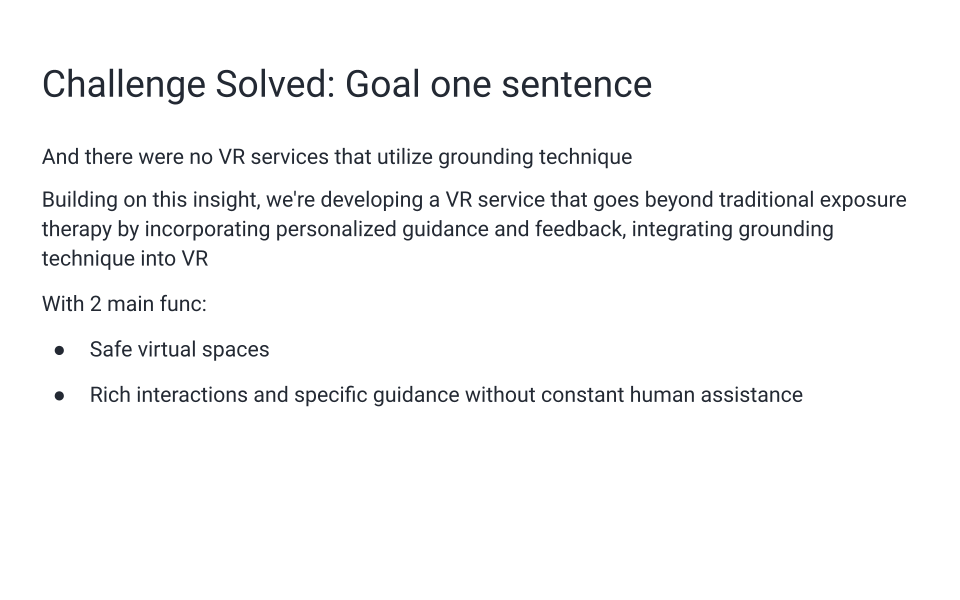 Challenge Solved: Goal one sentence
And there were no VR services that utilize grounding technique
Building on this insight, we're developing a VR service that goes beyond traditional exposure
therapy by incorporating personalized guidance and feedback, integrating grounding
technique into VR
With 2 main func:
● Safe virtual spaces
● Rich interactions and specific guidance without constant human assistance